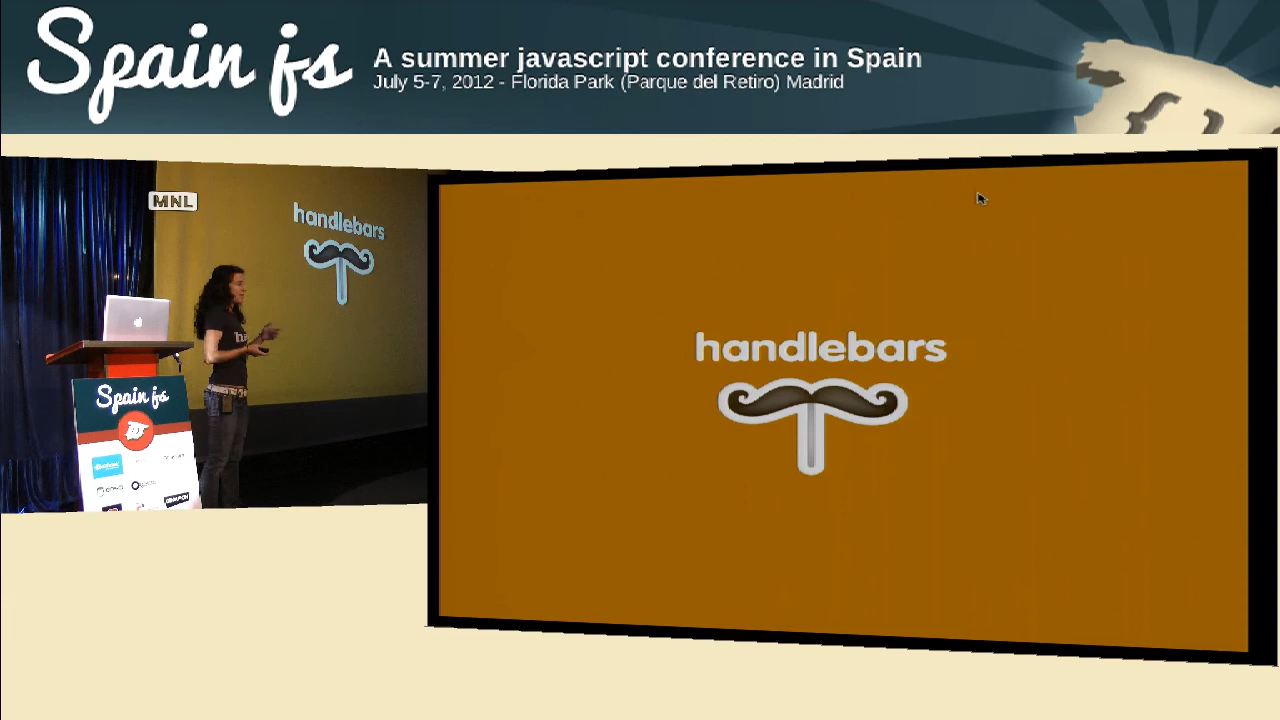 Spain js
A summer javascript conference in Spain
July 5-7, 2012 - Florida Park (Parque del Retiro) Madrid
MNL
handlebars
handlebars
Spain js